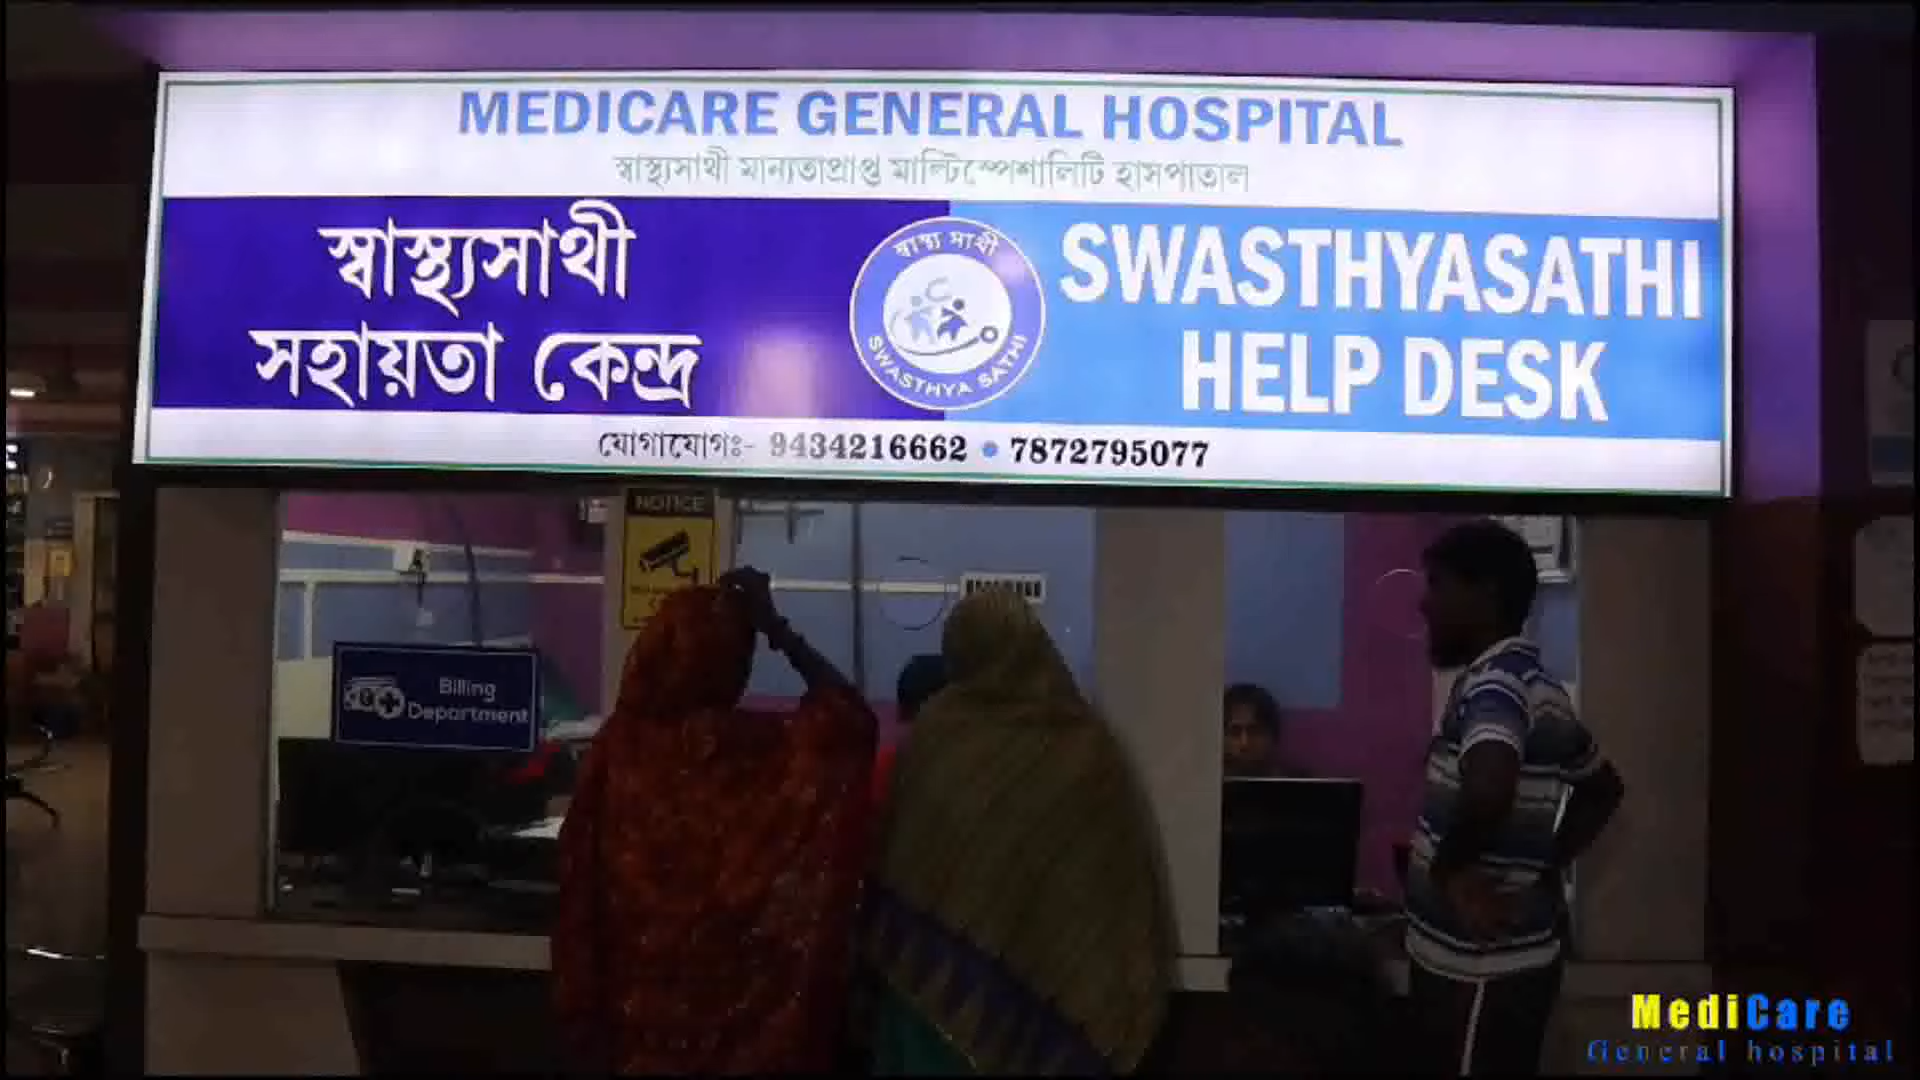 MEDICARE GENERAL HOSPITAL
স্বাস্থ্যসাথী মান্যতাপ্রাপ্ত মাল্টিস্পেশালিটি হাসপাতাল
স্বাস্থ্যসাথী
সহায়তা কেন্দ্র
স্বাস্থ্য সাথী
SWASTHYA SATHI
SWASTHYASATHI
HELP DESK
যোগাযোগঃ- 9434216662 • 7872795077
NOTICE
Billing
Department
MediCare
General hospital